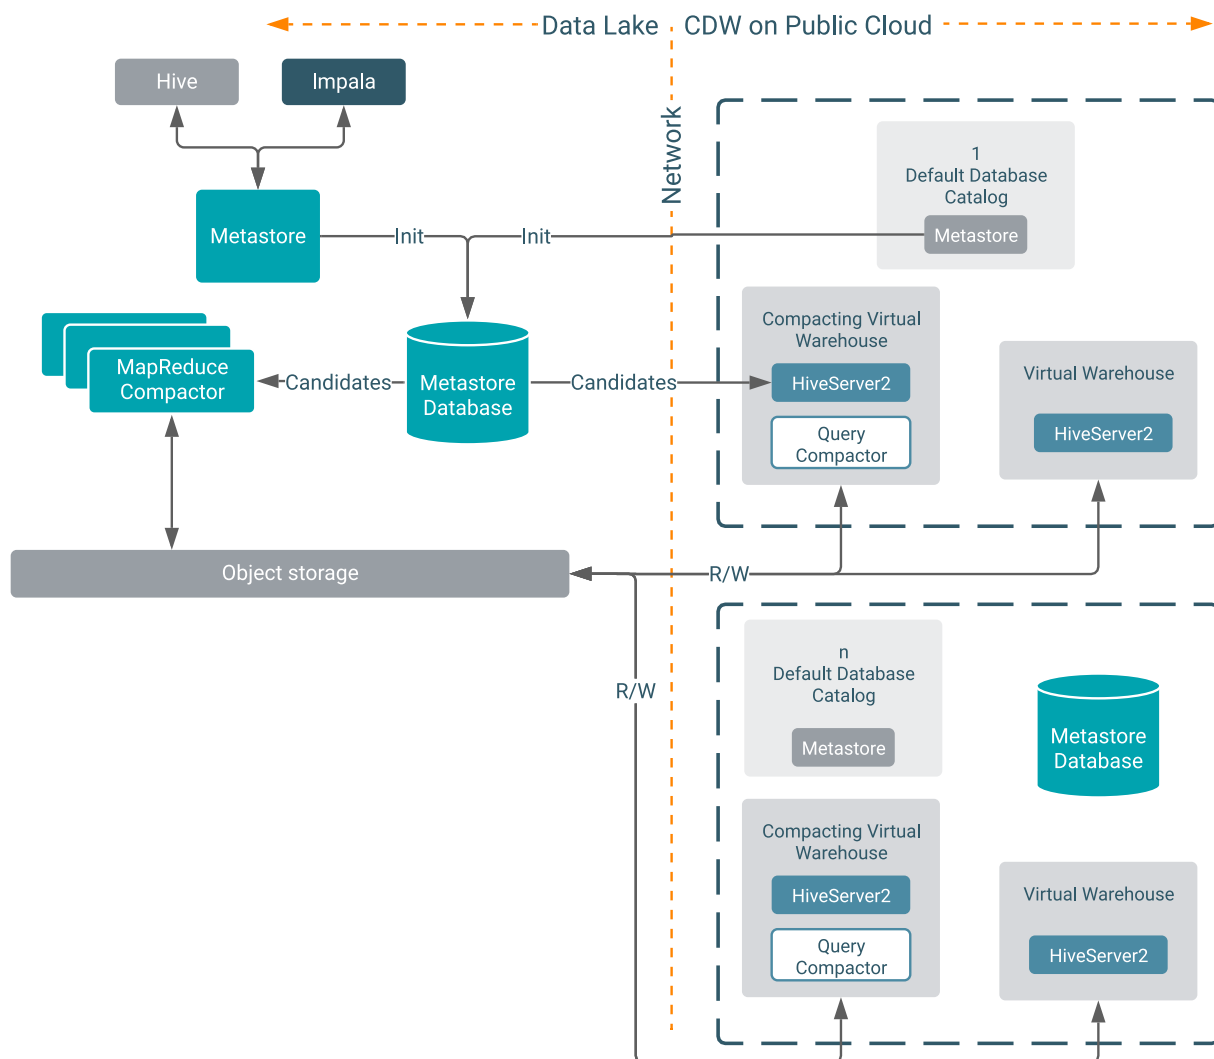 Data Lake
CDW on Public Cloud
Hive
Impala
Network
1
Default Database
Catalog
Metastore
Metastore
Init
Init
Compacting Virtual
Warehouse
HiveServer2
Query
Compactor
Virtual Warehouse
HiveServer2
MapReduce
Compactor
Candidates
Metastore
Database
Candidates
Object storage
R/W
R/W
n
Default Database
Catalog
Metastore
Metastore
Database
Compacting Virtual
Warehouse
HiveServer2
Query
Compactor
Virtual Warehouse
HiveServer2